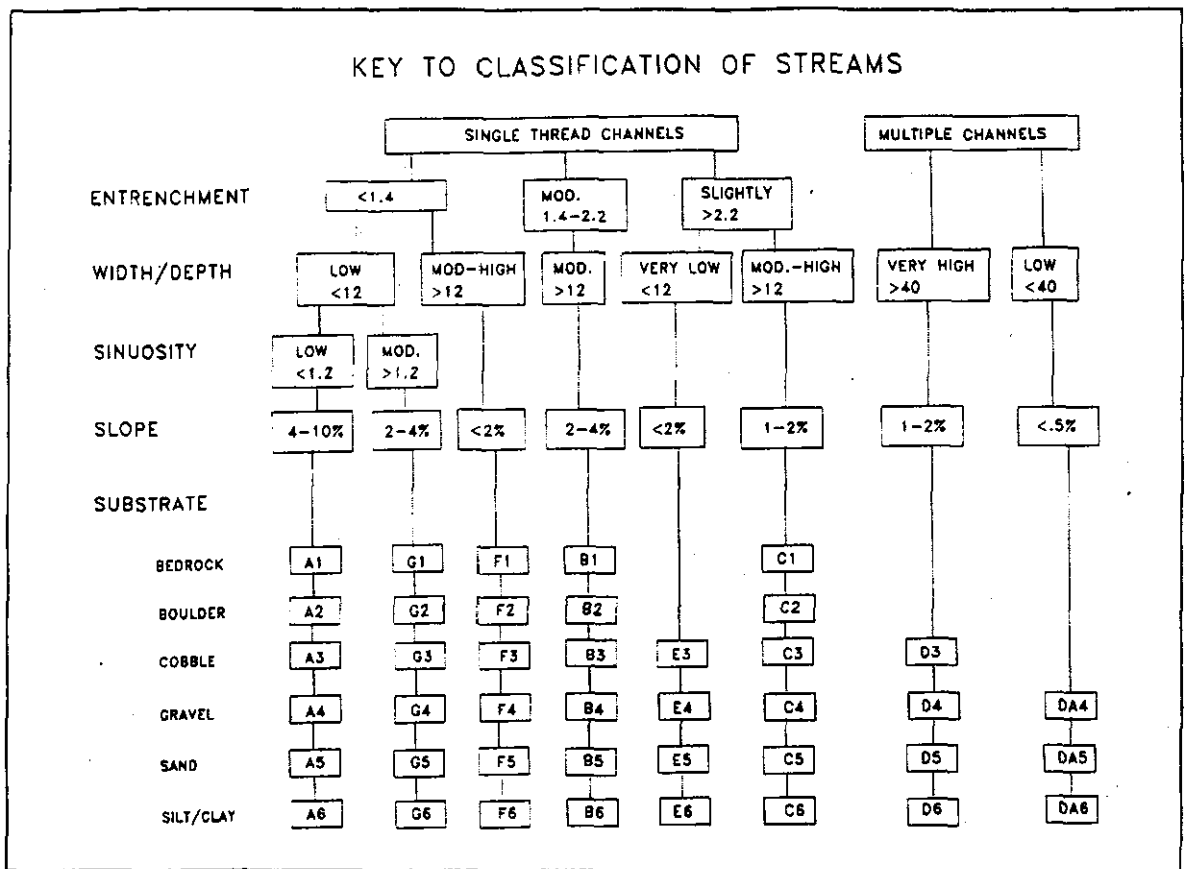 KEY TO CLASSIFICATION OF STREAMS
SINGLE THREAD CHANNELS MULTIPLE CHANNELS
ENTRENCHMENT <1.4 MOD. 1.4-2.2 SLIGHTLY >2.2
WIDTH/DEPTH LOW <12 MOD-HIGH >12 MOD. >12 VERY LOW <12 MOD.-HIGH >12 VERY HIGH >40 LOW <40
SINUOSITY LOW <1.2 MOD. >1.2
SLOPE 4-10% 2-4% <2% 2-4% <2% 1-2% 1-2% <.5%
SUBSTRATE
BEDROCK A1 G1 F1 B1 C1
BOULDER A2 G2 F2 B2 C2
COBBLE A3 G3 F3 B3 E3 C3 D3
GRAVEL A4 G4 F4 B4 E4 C4 D4 DA4
SAND A5 G5 F5 B5 E5 C5 D5 DA5
SILT/CLAY A6 G6 F6 B6 E6 C6 D6 DA6